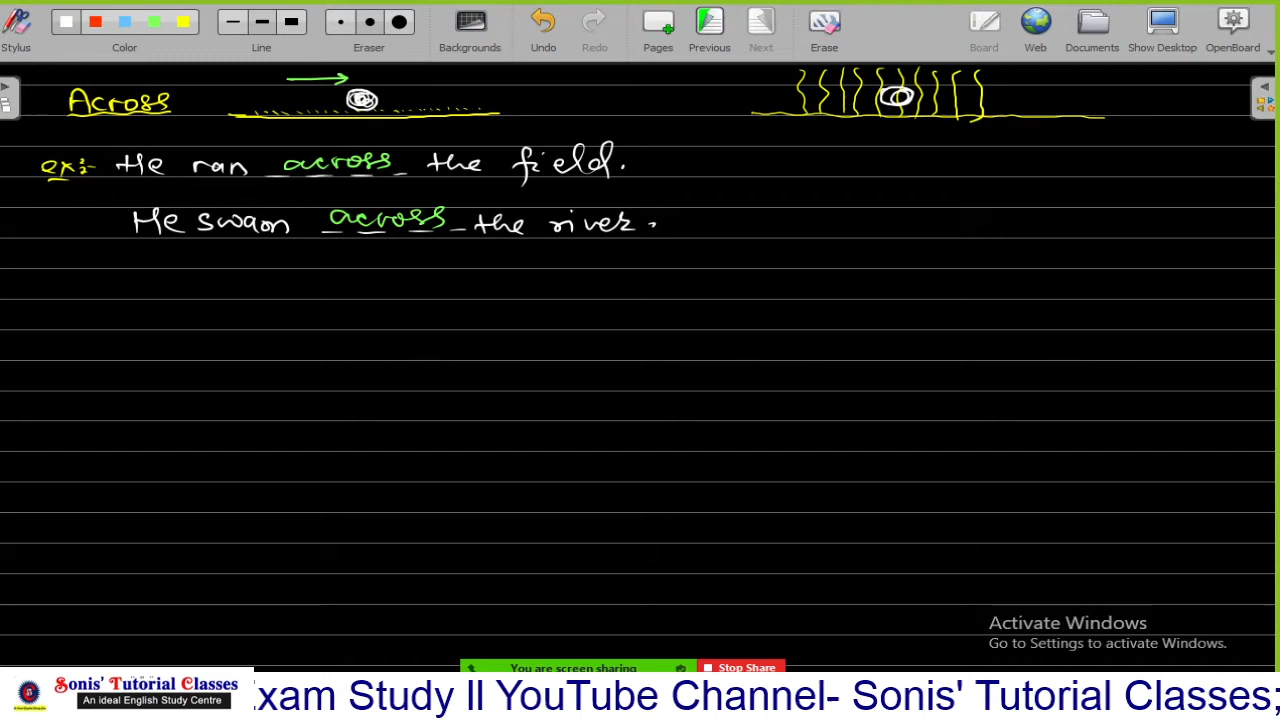 Stylus
Color
Line
Eraser
Backgrounds
Undo
Redo
Pages
Previous
Next
Erase
Board
Web
Documents
Show Desktop
OpenBoard
Across
ex:- He ran across the field.
He swam across the river.
Activate Windows
Go to Settings to activate Windows.
You are screen sharing
Stop Share
Sonis' Tutorial Classes
An ideal English Study Centre
Exam Study ll YouTube Channel- Sonis' Tutorial Classes;